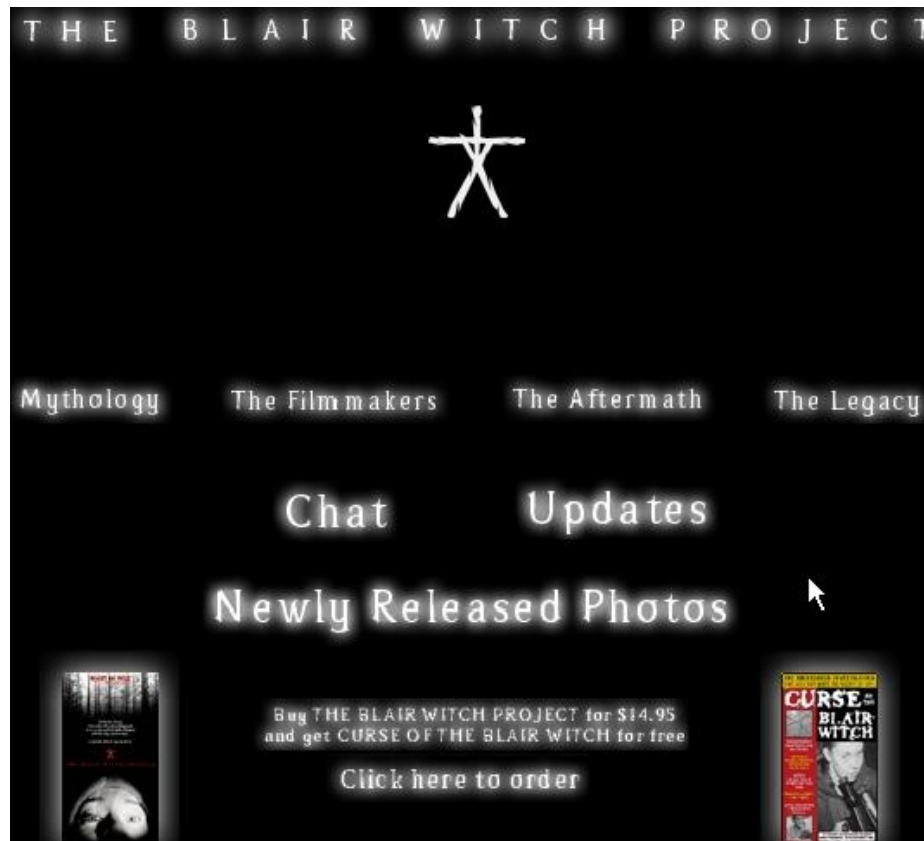 THE BLAIR WITCH PROJECT
Mythology The Filmmakers The Aftermath The Legacy
Chat Updates
Newly Released Photos
Buy THE BLAIR WITCH PROJECT for $14.95
and get CURSE OF THE BLAIR WITCH for free
Click here to order
CURSE OF THE
BLAIR
WITCH